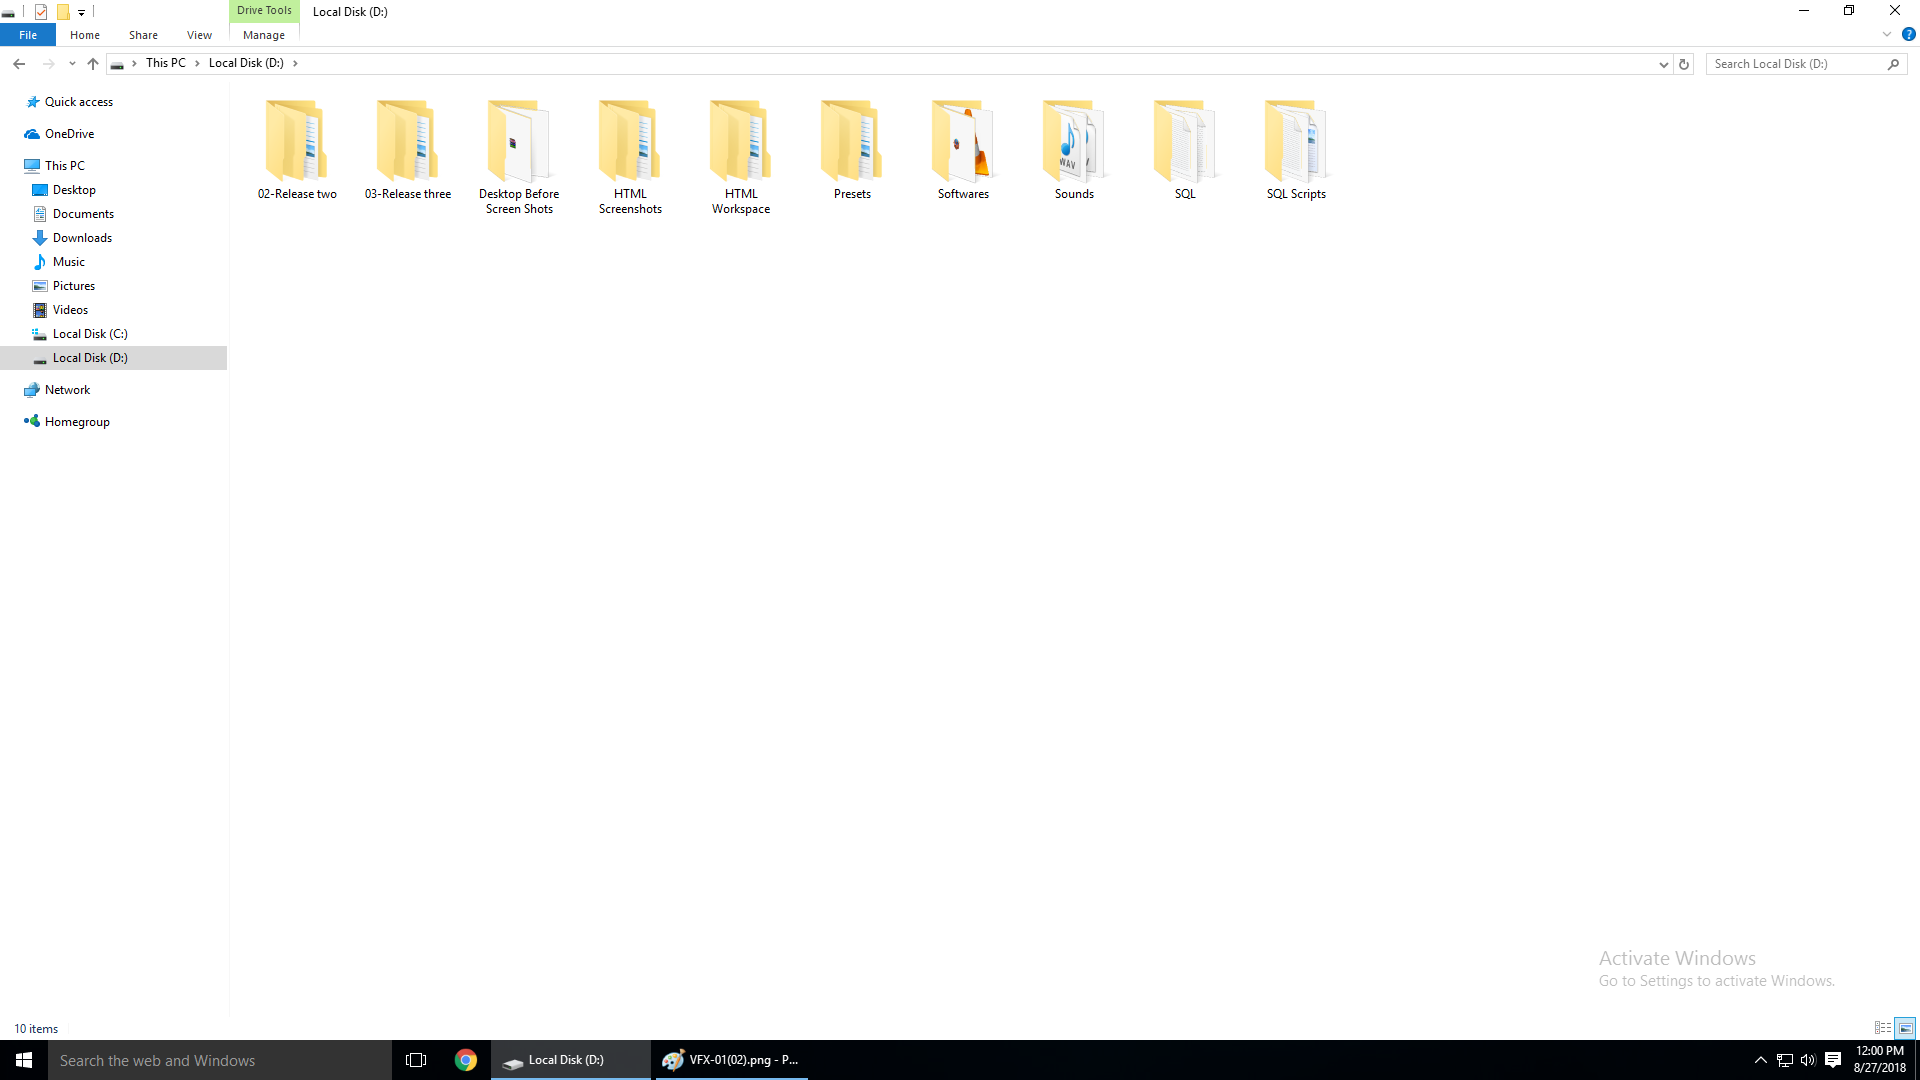 Drive Tools
Local Disk (D:)
File
Home
Share
View
Manage
This PC
Local Disk (D:)
Search Local Disk (D:)
Quick access
OneDrive
This PC
Desktop
Documents
Downloads
Music
Pictures
Videos
Local Disk (C:)
Local Disk (D:)
Network
Homegroup
WAV
02-Release two
03-Release three
Desktop Before
Screen Shots
HTML
Screenshots
HTML
Workspace
Presets
Softwares
Sounds
SQL
SQL Scripts
Activate Windows
Go to Settings to activate Windows.
10 items
Search the web and Windows
Local Disk (D:)
VFX-01(02).png - P...
12:00 PM
8/27/2018